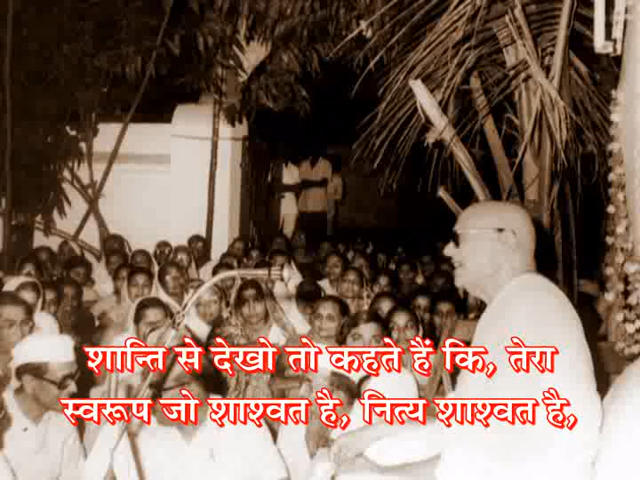 शान्ति से देखो तो कहते हैं कि, तेरा
स्वरूप जो शाश्वत है, नित्य शाश्वत है,